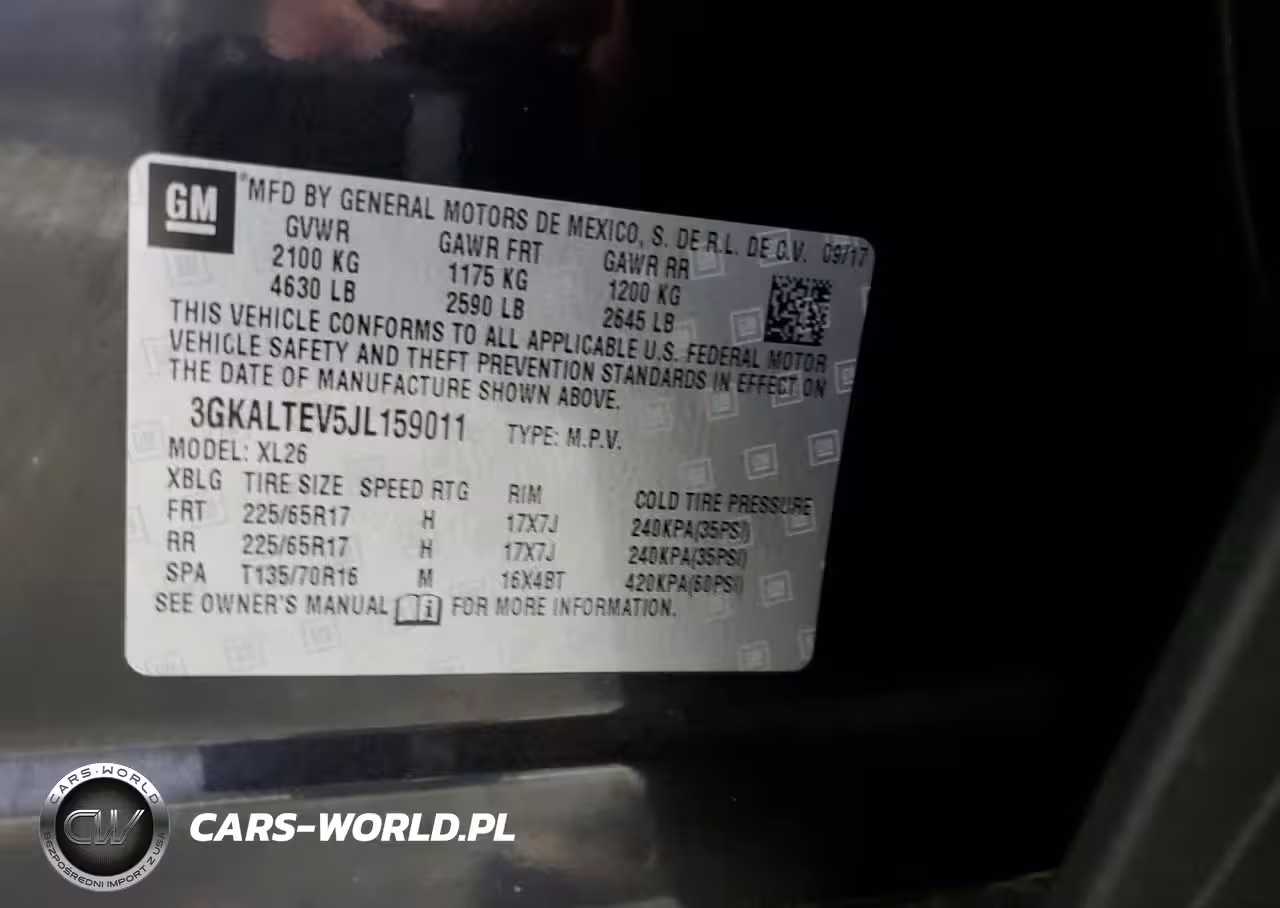 GM
®MFD BY GENERAL MOTORS DE MEXICO, S. DE R.L. DE C.V. 09/17
GVWR GAWR FRT GAWR RR
2100 KG 1175 KG 1200 KG
4630 LB 2590 LB 2645 LB
THIS VEHICLE CONFORMS TO ALL APPLICABLE U.S. FEDERAL MOTOR
VEHICLE SAFETY AND THEFT PREVENTION STANDARDS IN EFFECT ON
THE DATE OF MANUFACTURE SHOWN ABOVE.
3GKALTEV5JL159011 TYPE: M.P.V.
MODEL: XL26
XBLG TIRE SIZE SPEED RTG RIM COLD TIRE PRESSURE
FRT 225/65R17 H 17X7J 240KPA(35PSI)
RR 225/65R17 H 17X7J 240KPA(35PSI)
SPA T135/70R16 M 16X4BT 420KPA(60PSI)
SEE OWNER'S MANUAL i FOR MORE INFORMATION.
CARS-WORLD
CW
BEZPOŚREDNI IMPORT Z USA
CARS-WORLD.PL